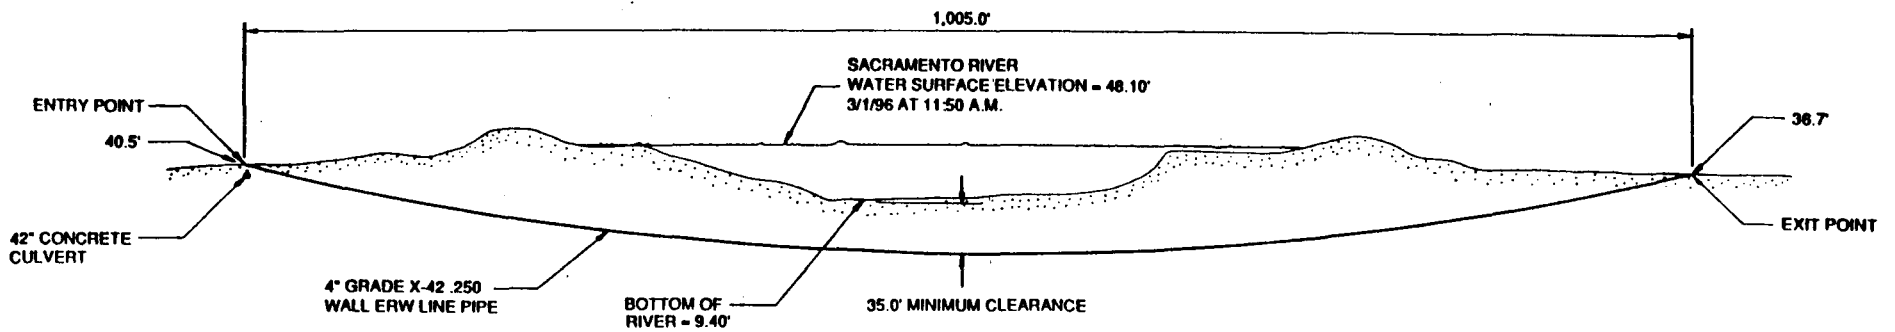 1,005.0'
SACRAMENTO RIVER
WATER SURFACE ELEVATION = 48.10'
3/1/96 AT 11:50 A.M.
ENTRY POINT
40.5'
36.7'
42" CONCRETE
CULVERT
EXIT POINT
4" GRADE X-42 .250
WALL ERW LINE PIPE
BOTTOM OF
RIVER = 9.40'
35.0' MINIMUM CLEARANCE